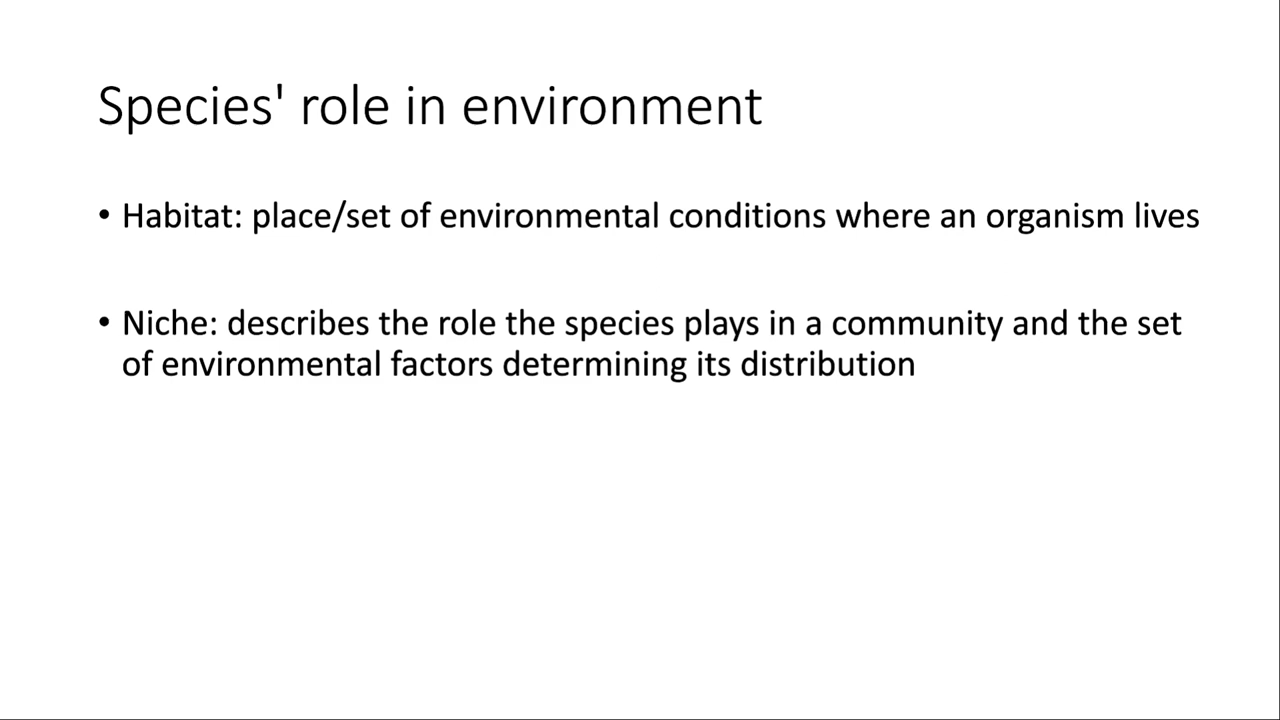 Species' role in environment
• Habitat: place/set of environmental conditions where an organism lives
• Niche: describes the role the species plays in a community and the set
of environmental factors determining its distribution